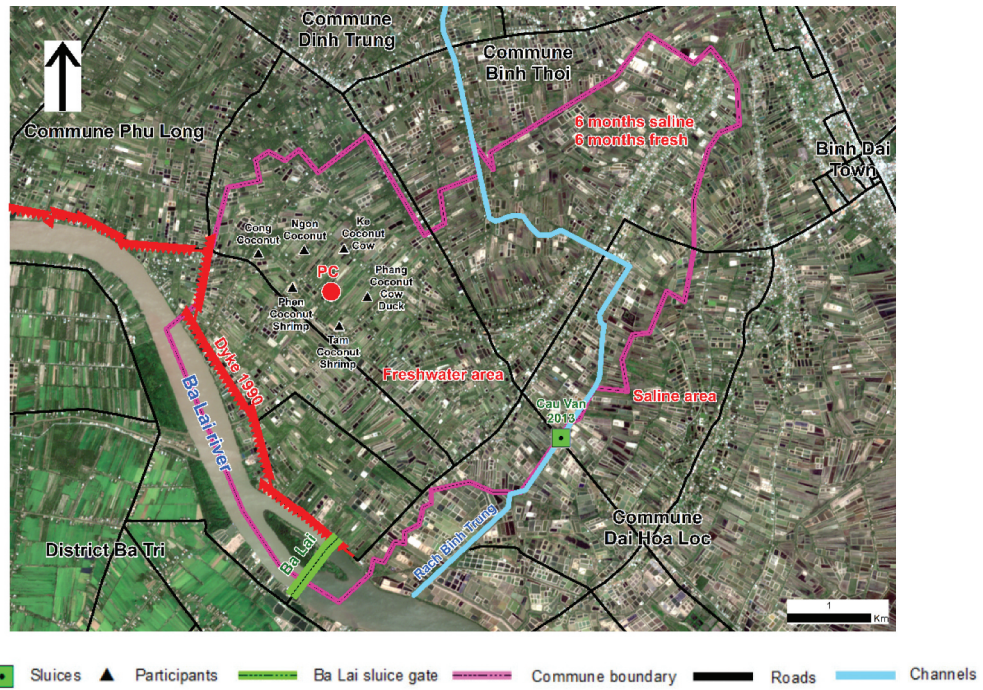 Commune
Dinh Trung
Commune
Binh Thoi
Commune Phu Long
6 months saline
6 months fresh
Binh Dai
Town
Cong
Coconut
Ngon
Coconut
Ke
Coconut
Cow
PC
Phang
Coconut
Cow
Duck
Phen
Coconut
Shrimp
Tam
Coconut
Shrimp
Dyke 1990
Ba Lai river
Freshwater area
Saline area
Cau Van
2013
Rach Binh Trung
Commune
Dai Hoa Loc
District Ba Tri
Ba Lai
1
Km
Sluices
Participants
Ba Lai sluice gate
Commune boundary
Roads
Channels